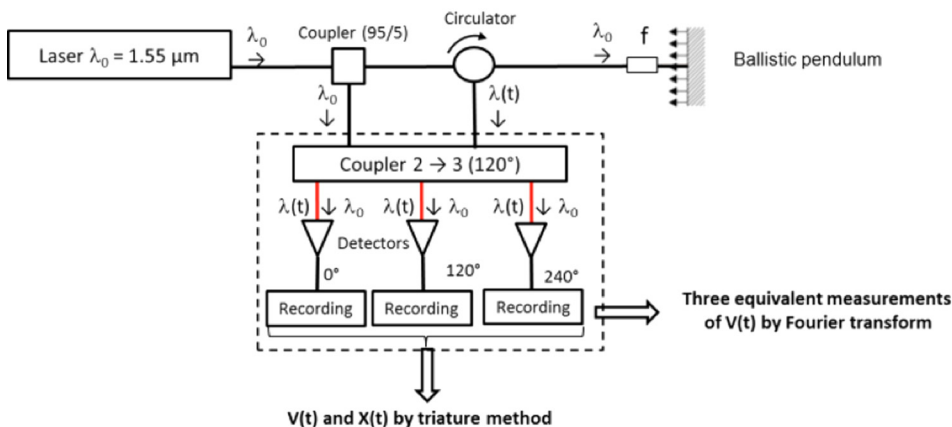 Circulator
Coupler (95/5)
λ₀
λ₀
f
Laser λ₀ = 1.55 µm
Ballistic pendulum
λ₀
λ(t)
Coupler 2 → 3 (120°)
λ(t) λ₀ λ(t) λ₀ λ(t) λ₀
Detectors
0° 120° 240°
Recording Recording Recording
Three equivalent measurements
of V(t) by Fourier transform
V(t) and X(t) by triature method